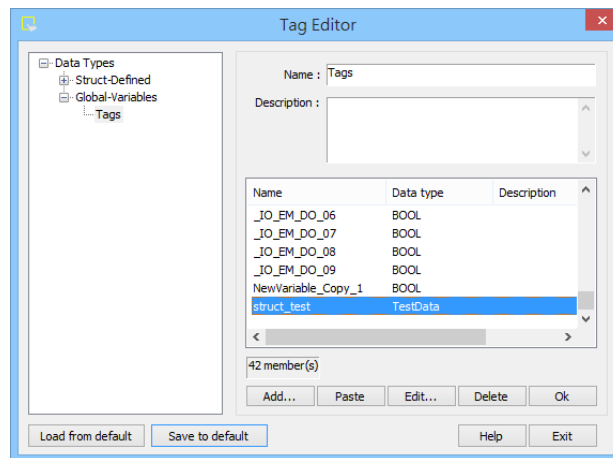 Tag Editor
Data Types
Struct-Defined
Global-Variables
Tags
Name : Tags
Description :
Name Data type Description
_IO_EM_DO_06 BOOL
_IO_EM_DO_07 BOOL
_IO_EM_DO_08 BOOL
_IO_EM_DO_09 BOOL
NewVariable_Copy_1 BOOL
struct_test TestData
42 member(s)
Add... Paste Edit... Delete Ok
Load from default Save to default Help Exit